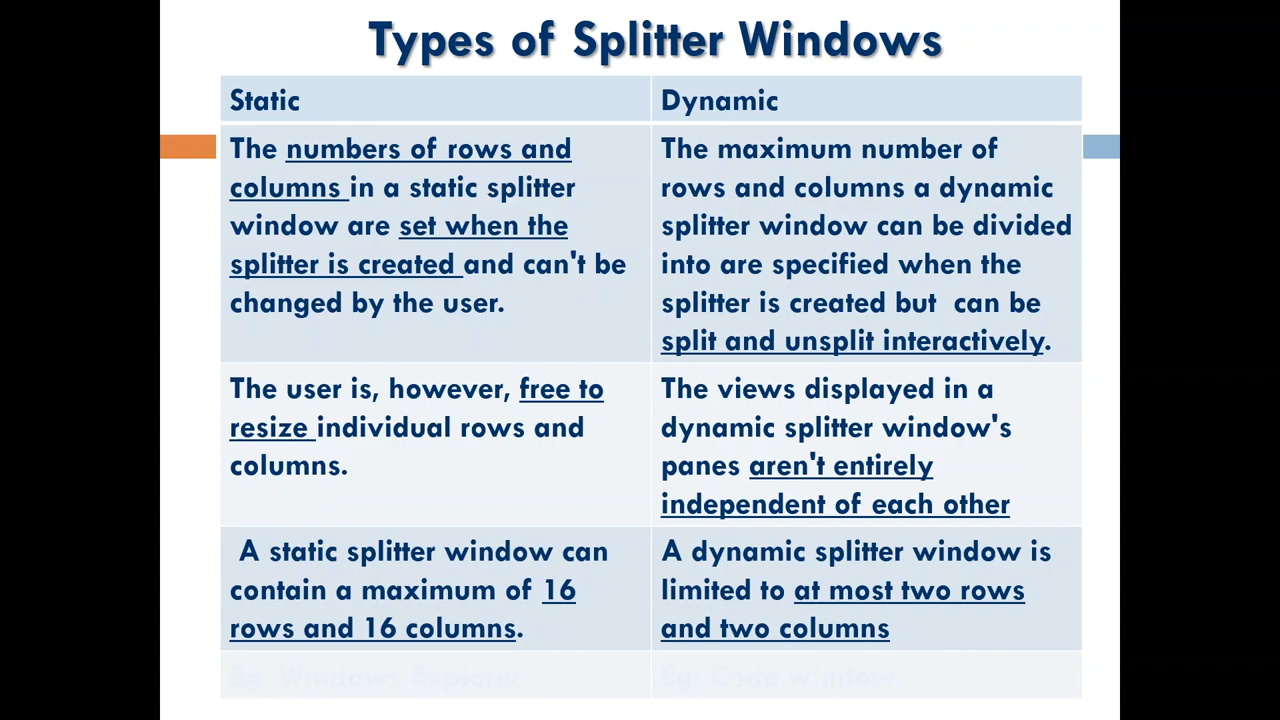 Types of Splitter Windows
Static
Dynamic
The numbers of rows and
columns in a static splitter
window are set when the
splitter is created and can't be
changed by the user.
The maximum number of
rows and columns a dynamic
splitter window can be divided
into are specified when the
splitter is created but  can be
split and unsplit interactively.
The user is, however, free to
resize individual rows and
columns.
The views displayed in a
dynamic splitter window's
panes aren't entirely
independent of each other
A static splitter window can
contain a maximum of 16
rows and 16 columns.
A dynamic splitter window is
limited to at most two rows
and two columns
Eg: Windows Explorer
Eg: Code window